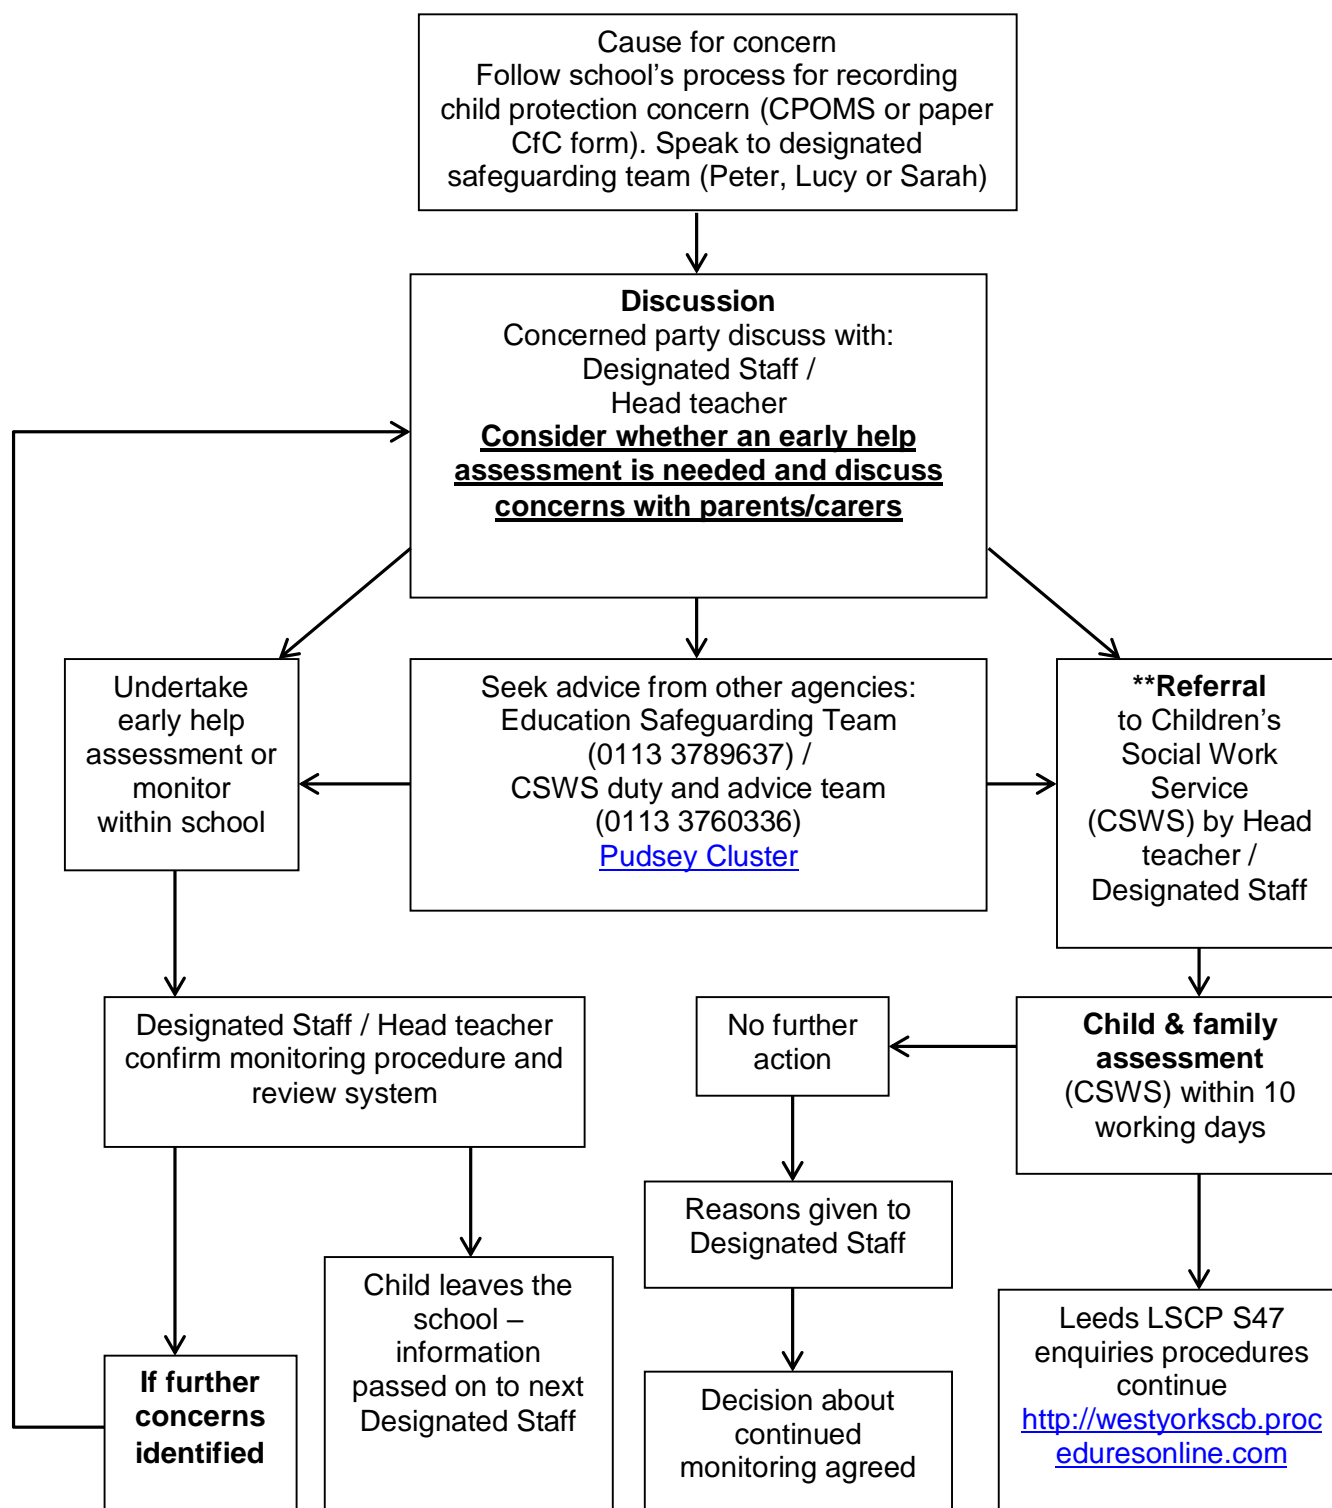 Cause for concern
Follow school’s process for recording
child protection concern (CPOMS or paper
CfC form). Speak to designated
safeguarding team (Peter, Lucy or Sarah)
Discussion
Concerned party discuss with:
Designated Staff /
Head teacher
Consider whether an early help
assessment is needed and discuss
concerns with parents/carers
Undertake
early help
assessment or
monitor
within school
Seek advice from other agencies:
Education Safeguarding Team
(0113 3789637) /
CSWS duty and advice team
(0113 3760336)
Pudsey Cluster
**Referral
to Children’s
Social Work
Service
(CSWS) by Head
teacher /
Designated Staff
Designated Staff / Head teacher
confirm monitoring procedure and
review system
No further
action
Child & family
assessment
(CSWS) within 10
working days
Reasons given to
Designated Staff
Child leaves the
school –
information
passed on to next
Designated Staff
Leeds LSCP S47
enquiries procedures
continue
http://westyorkscb.proc
eduresonline.com
If further
concerns
identified
Decision about
continued
monitoring agreed